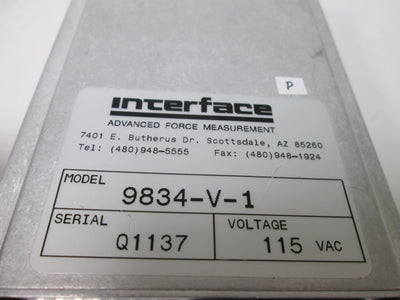 P
interface
ADVANCED FORCE MEASUREMENT
7401 E. Butherus Dr. Scottsdale, AZ 85260
Tel: (480)948-5555 Fax: (480)948-1924
MODEL
9834-V-1
SERIAL
Q1137
VOLTAGE
115 VAC